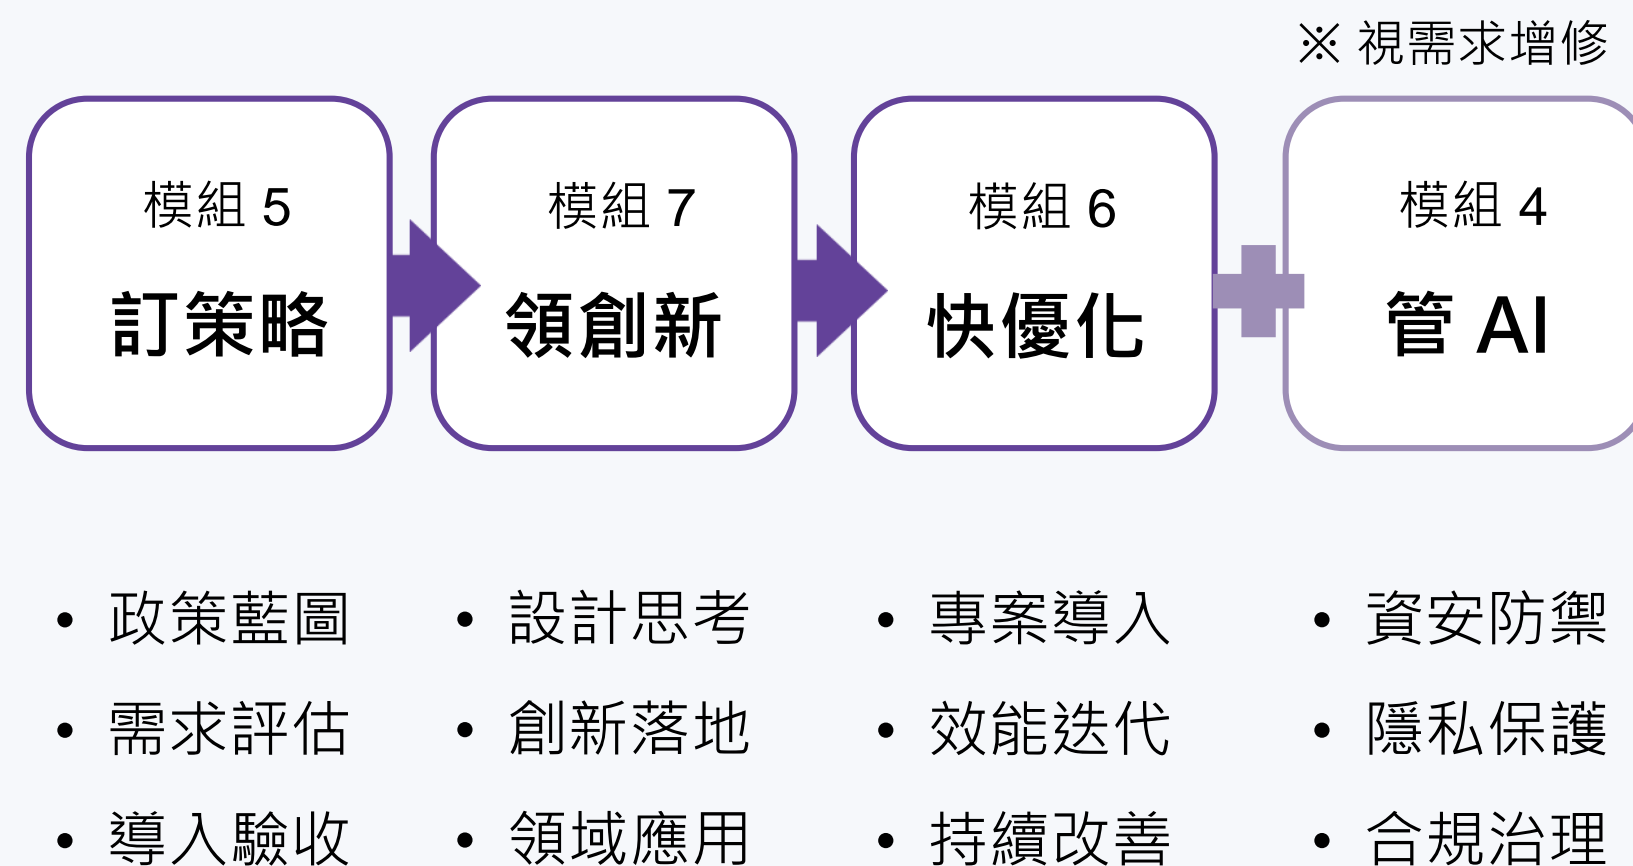 ※ 視需求增修
模組 5
訂策略
模組 7
領創新
模組 6
快優化
模組 4
管 AI
• 政策藍圖
• 需求評估
• 導入驗收
• 設計思考
• 創新落地
• 領域應用
• 專案導入
• 效能迭代
• 持續改善
• 資安防禦
• 隱私保護
• 合規治理